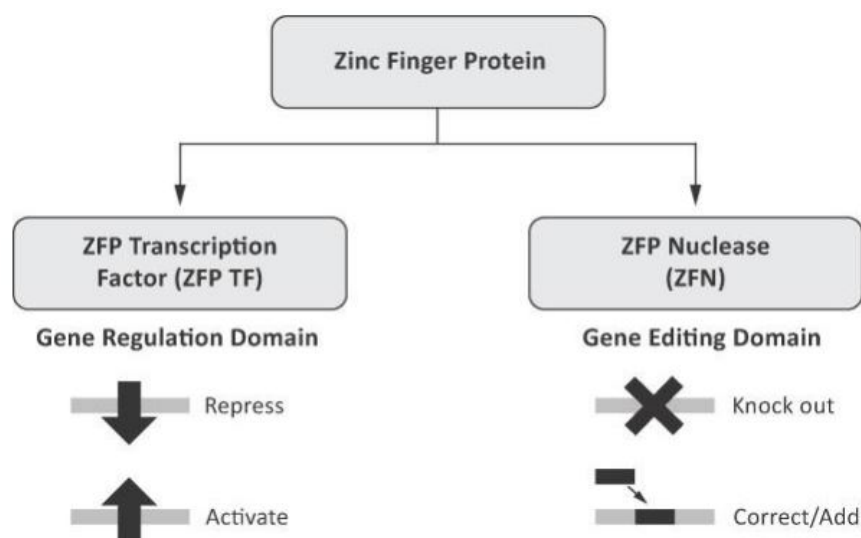 Zinc Finger Protein
ZFP Transcription
Factor (ZFP TF)
ZFP Nuclease
(ZFN)
Gene Regulation Domain
Gene Editing Domain
Repress
Knock out
Activate
Correct/Add